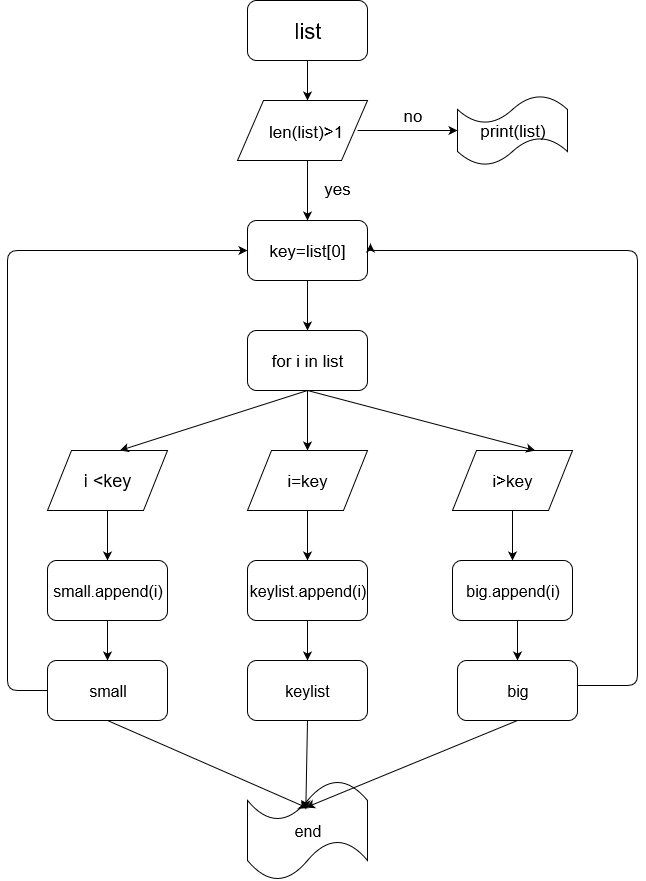 list
len(list)>1
no
print(list)
yes
key=list[0]
for i in list
i <key
i=key
i>key
small.append(i)
keylist.append(i)
big.append(i)
small
keylist
big
end